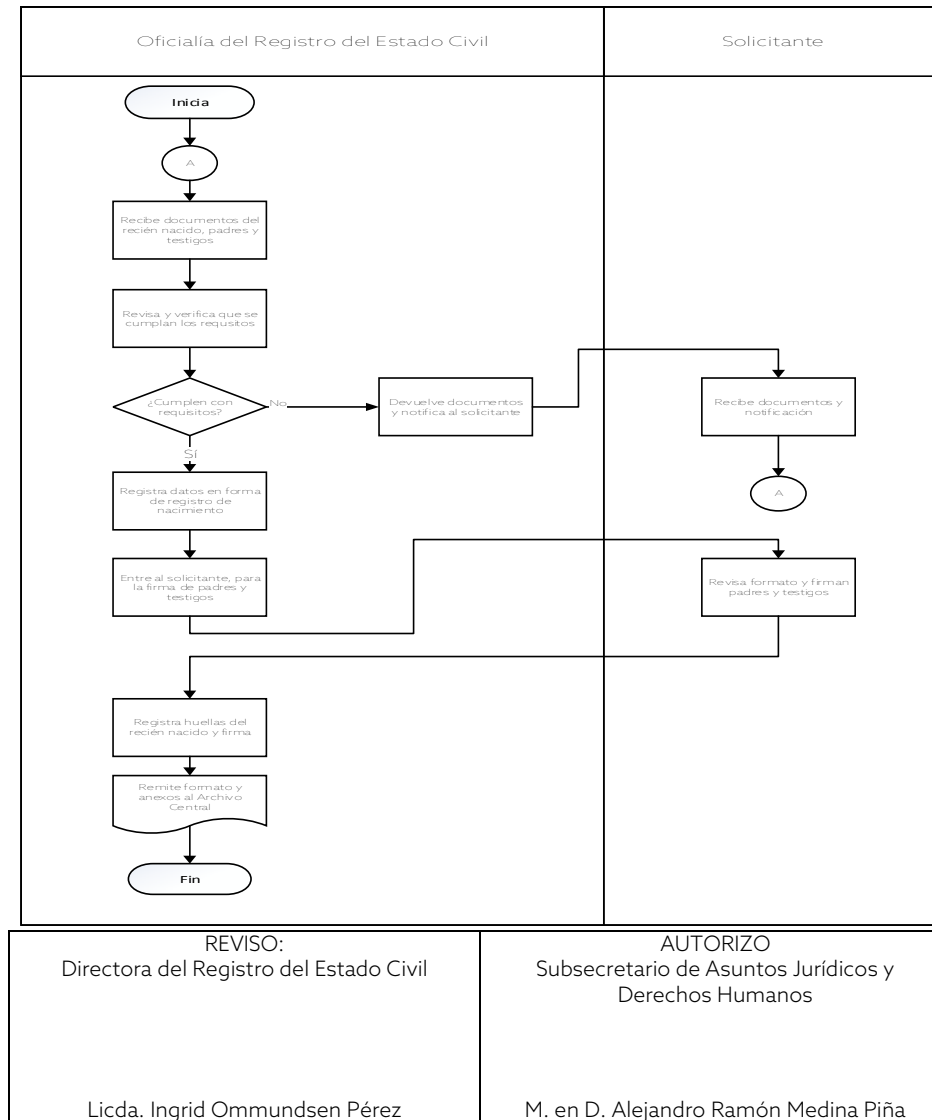 Oficialía del Registro del Estado Civil
Solicitante
Inicia
A
Recibe documentos del
recién nacido, padres y
testigos
Revisa y verifica que se
cumplan los requsitos
¿Cumplen con
requisitos?
No
Devuelve documentos
y notifica al solicitante
Recibe documentos y
notificación
A
Sí
Registra datos en forma
de registro de
nacimiento
Entre al solicitante, para
la firma de padres y
testigos
Revisa formato y firman
padres y testigos
Registra huellas del
recién nacido y firma
Remite formato y
anexos al Archivo
Central
Fin
REVISO:
Directora del Registro del Estado Civil
Licda. Ingrid Ommundsen Pérez
AUTORIZO
Subsecretario de Asuntos Jurídicos y
Derechos Humanos
M. en D. Alejandro Ramón Medina Piña